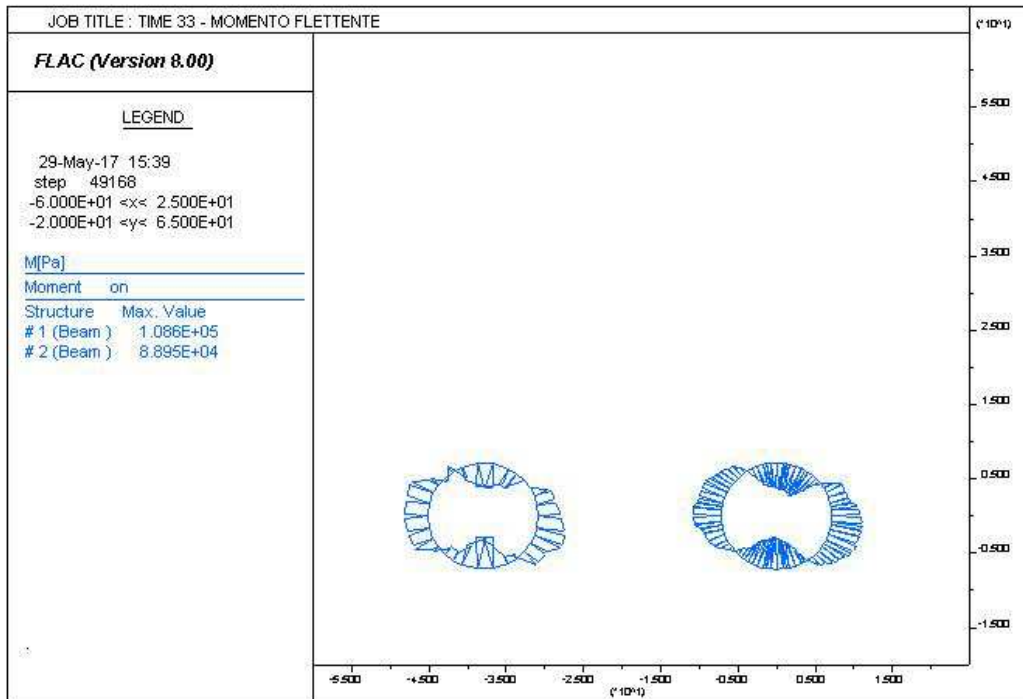 JOB TITLE : TIME 33 - MOMENTO FLETTENTE
FLAC (Version 8.00)
LEGEND
29-May-17 15:39
step 49168
-6.000E+01 <x< 2.500E+01
-2.000E+01 <y< 6.500E+01
M[Pa]
Moment on
Structure Max. Value
# 1 (Beam ) 1.086E+05
# 2 (Beam ) 8.895E+04
(*10^1)
5.500
4.500
3.500
2.500
1.500
0.500
-0.500
-1.500
-5.500 -4.500 -3.500 -2.500 -1.500 -0.500 0.500 1.500
(*10^1)